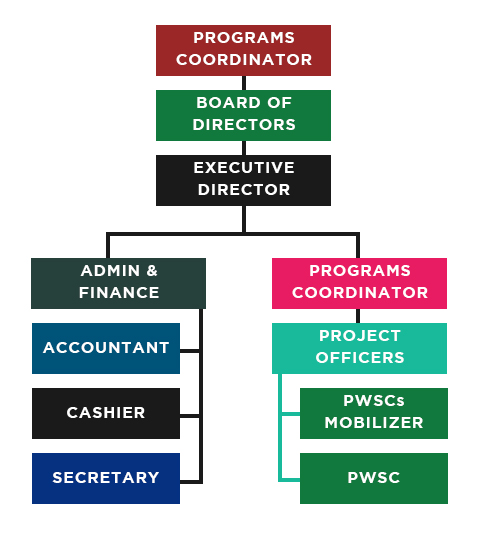 PROGRAMS
COORDINATOR
BOARD OF
DIRECTORS
EXECUTIVE
DIRECTOR
ADMIN &
FINANCE
ACCOUNTANT
CASHIER
SECRETARY
PROGRAMS
COORDINATOR
PROJECT
OFFICERS
PWSCs
MOBILIZER
PWSC